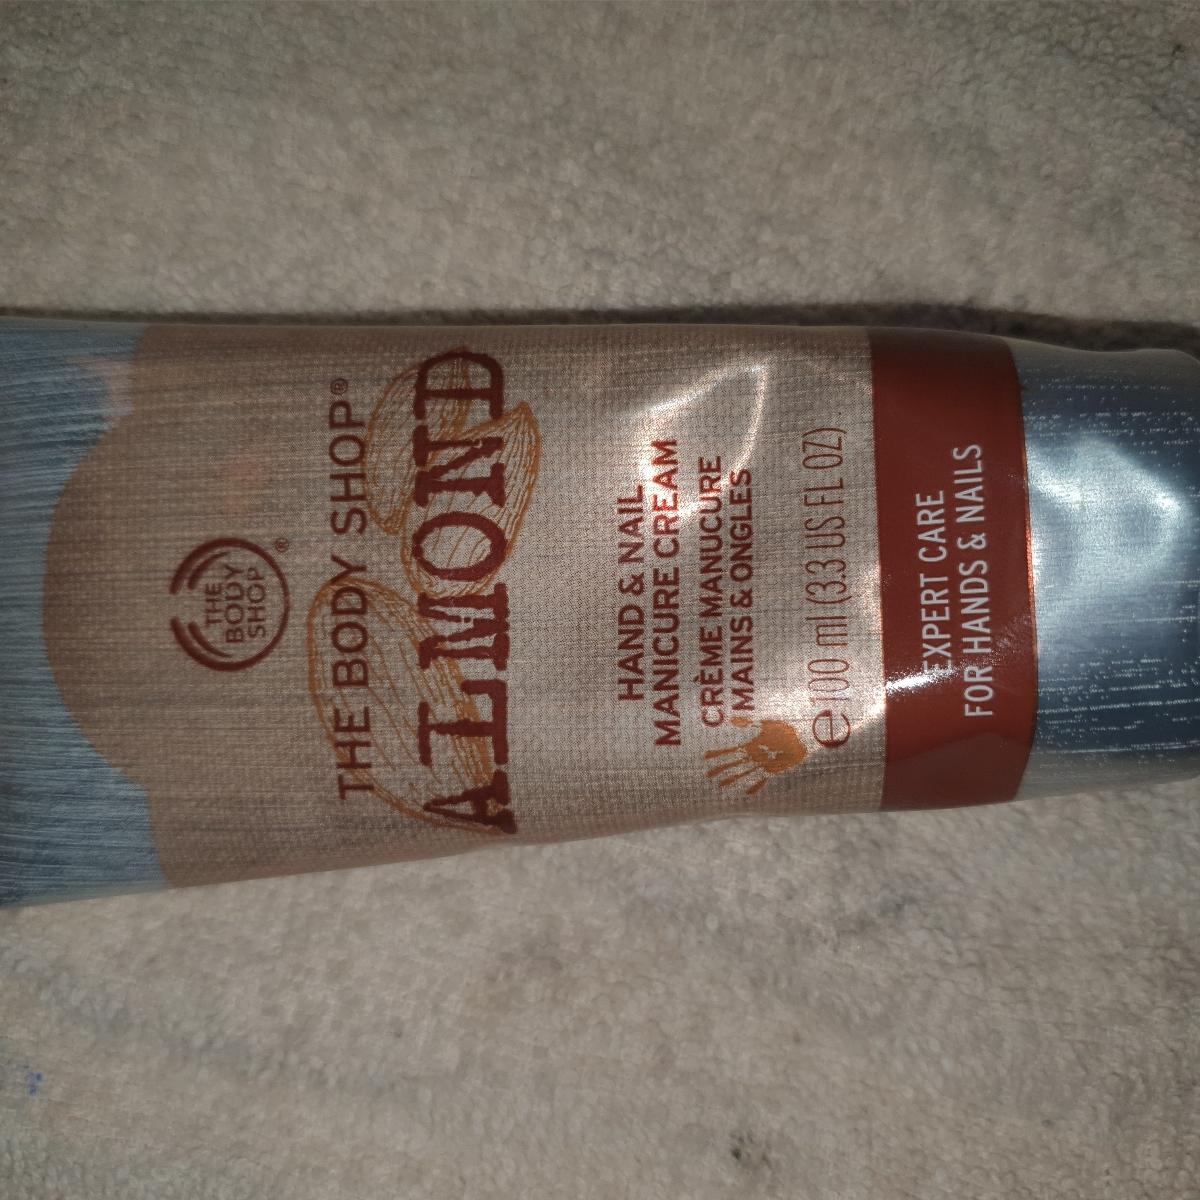 THE
BODY
SHOP®
THE BODY SHOP®
ALMOND
HAND & NAIL
MANICURE CREAM
CRÈME MANUCURE
MAINS & ONGLES
℮ 100 ml (3.3 US FL OZ)
EXPERT CARE
FOR HANDS & NAILS